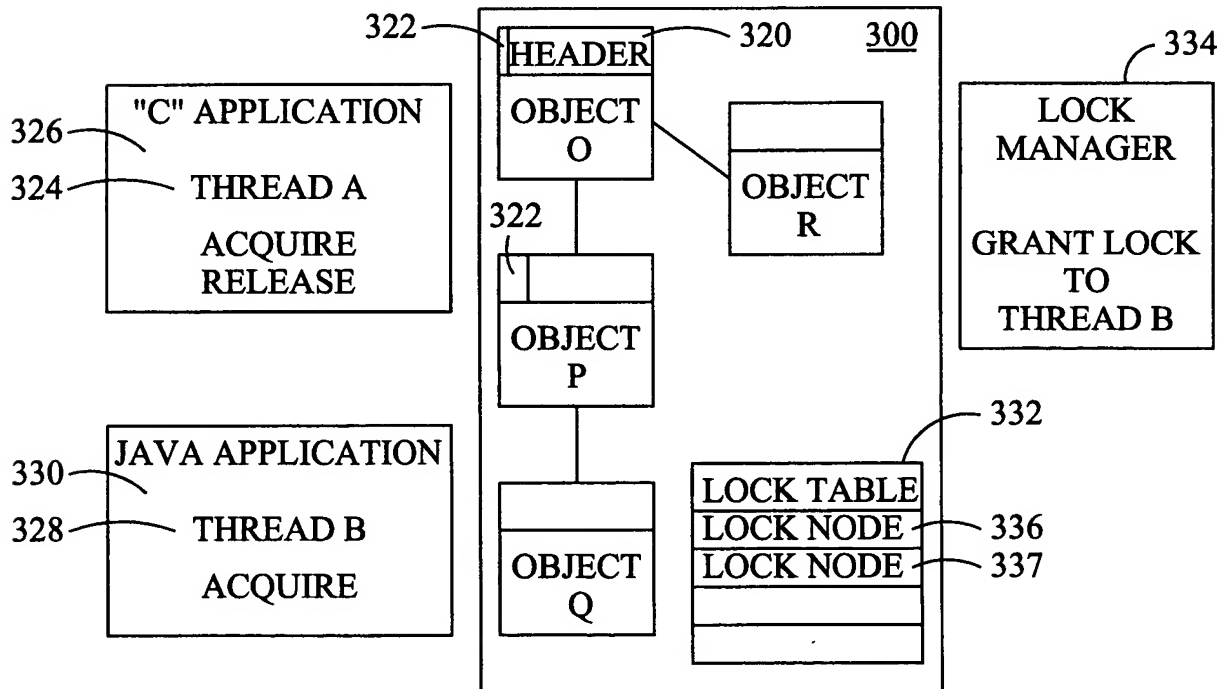 322
HEADER
320
300
334
"C" APPLICATION
326
324
THREAD A
ACQUIRE
RELEASE
OBJECT
O
OBJECT
R
LOCK
MANAGER
GRANT LOCK
TO
THREAD B
322
OBJECT
P
332
JAVA APPLICATION
330
328
THREAD B
ACQUIRE
OBJECT
Q
LOCK TABLE
LOCK NODE
336
LOCK NODE
337